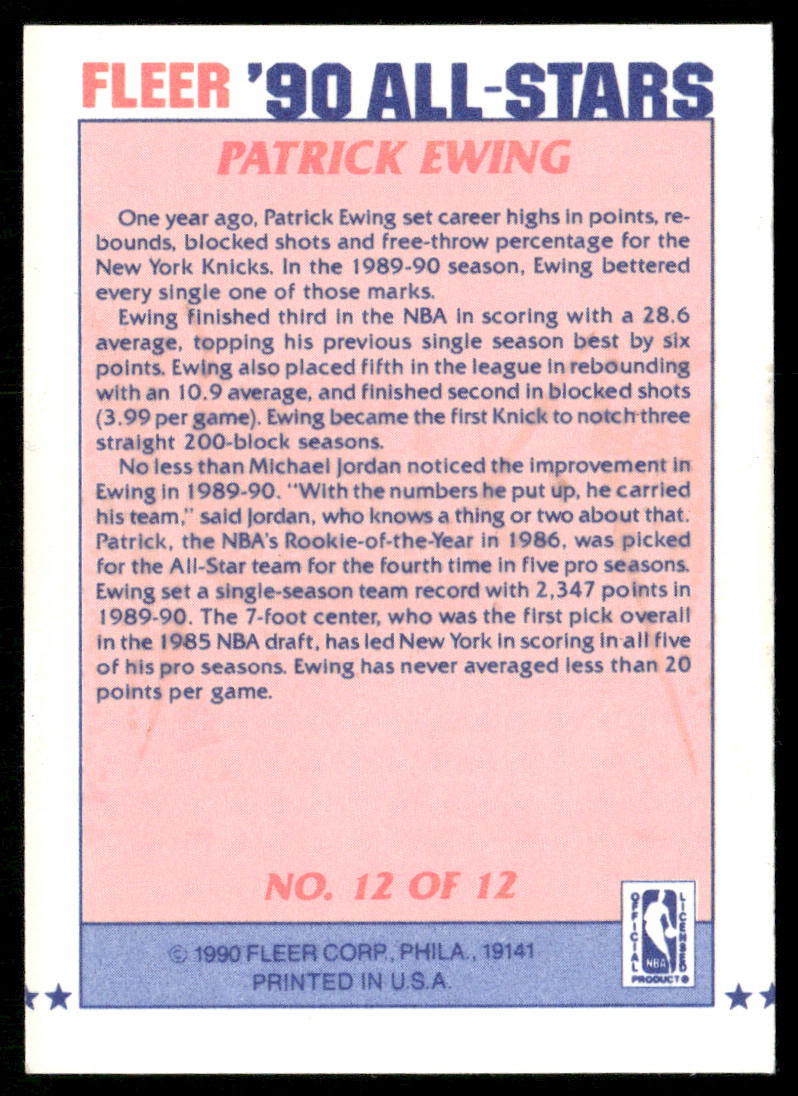 FLEER '90 ALL-STARS
PATRICK EWING
One year ago, Patrick Ewing set career highs in points, re-
bounds, blocked shots and free-throw percentage for the
New York Knicks. In the 1989-90 season, Ewing bettered
every single one of those marks.
Ewing finished third in the NBA in scoring with a 28.6
average, topping his previous single season best by six
points. Ewing also placed fifth in the league in rebounding
with an 10.9 average, and finished second in blocked shots
(3.99 per game). Ewing became the first Knick to notch three
straight 200-block seasons.
No less than Michael Jordan noticed the improvement in
Ewing in 1989-90. "With the numbers he put up, he carried
his team," said Jordan, who knows a thing or two about that.
Patrick, the NBA's Rookie-of-the-Year in 1986, was picked
for the All-Star team for the fourth time in five pro seasons.
Ewing set a single-season team record with 2,347 points in
1989-90. The 7-foot center, who was the first pick overall
in the 1985 NBA draft, has led New York in scoring in all five
of his pro seasons. Ewing has never averaged less than 20
points per game.
NO. 12 OF 12
© 1990 FLEER CORP., PHILA., 19141
PRINTED IN U.S.A.
OFFICIAL
NBA
LICENSED
PRODUCT ®